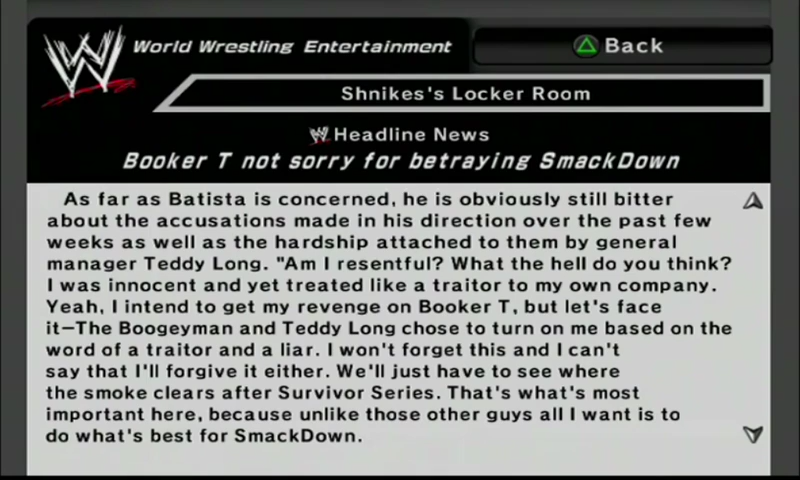 World Wrestling Entertainment
Back
Shnikes's Locker Room
Headline News
Booker T not sorry for betraying SmackDown
As far as Batista is concerned, he is obviously still bitter
about the accusations made in his direction over the past few
weeks as well as the hardship attached to them by general
manager Teddy Long. "Am I resentful? What the hell do you think?
I was innocent and yet treated like a traitor to my own company.
Yeah, I intend to get my revenge on Booker T, but let's face
it—The Boogeyman and Teddy Long chose to turn on me based on the
word of a traitor and a liar. I won't forget this and I can't
say that I'll forgive it either. We'll just have to see where
the smoke clears after Survivor Series. That's what's most
important here, because unlike those other guys all I want is to
do what's best for SmackDown.